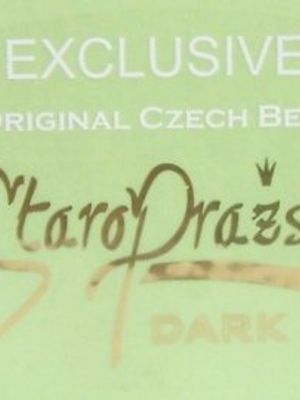 EXCLUSIVE
ORIGINAL CZECH BE
StaroPražs
DARK